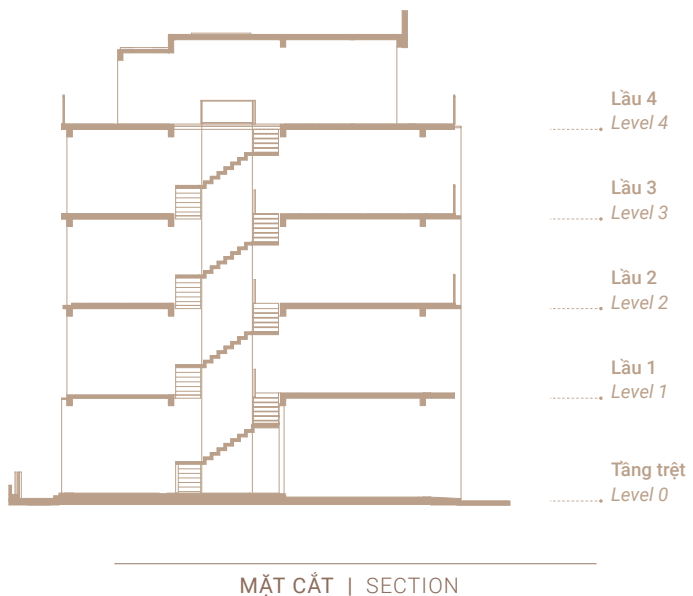 Lầu 4
Level 4
Lầu 3
Level 3
Lầu 2
Level 2
Lầu 1
Level 1
Tầng trệt
Level 0
MẶT CẮT | SECTION